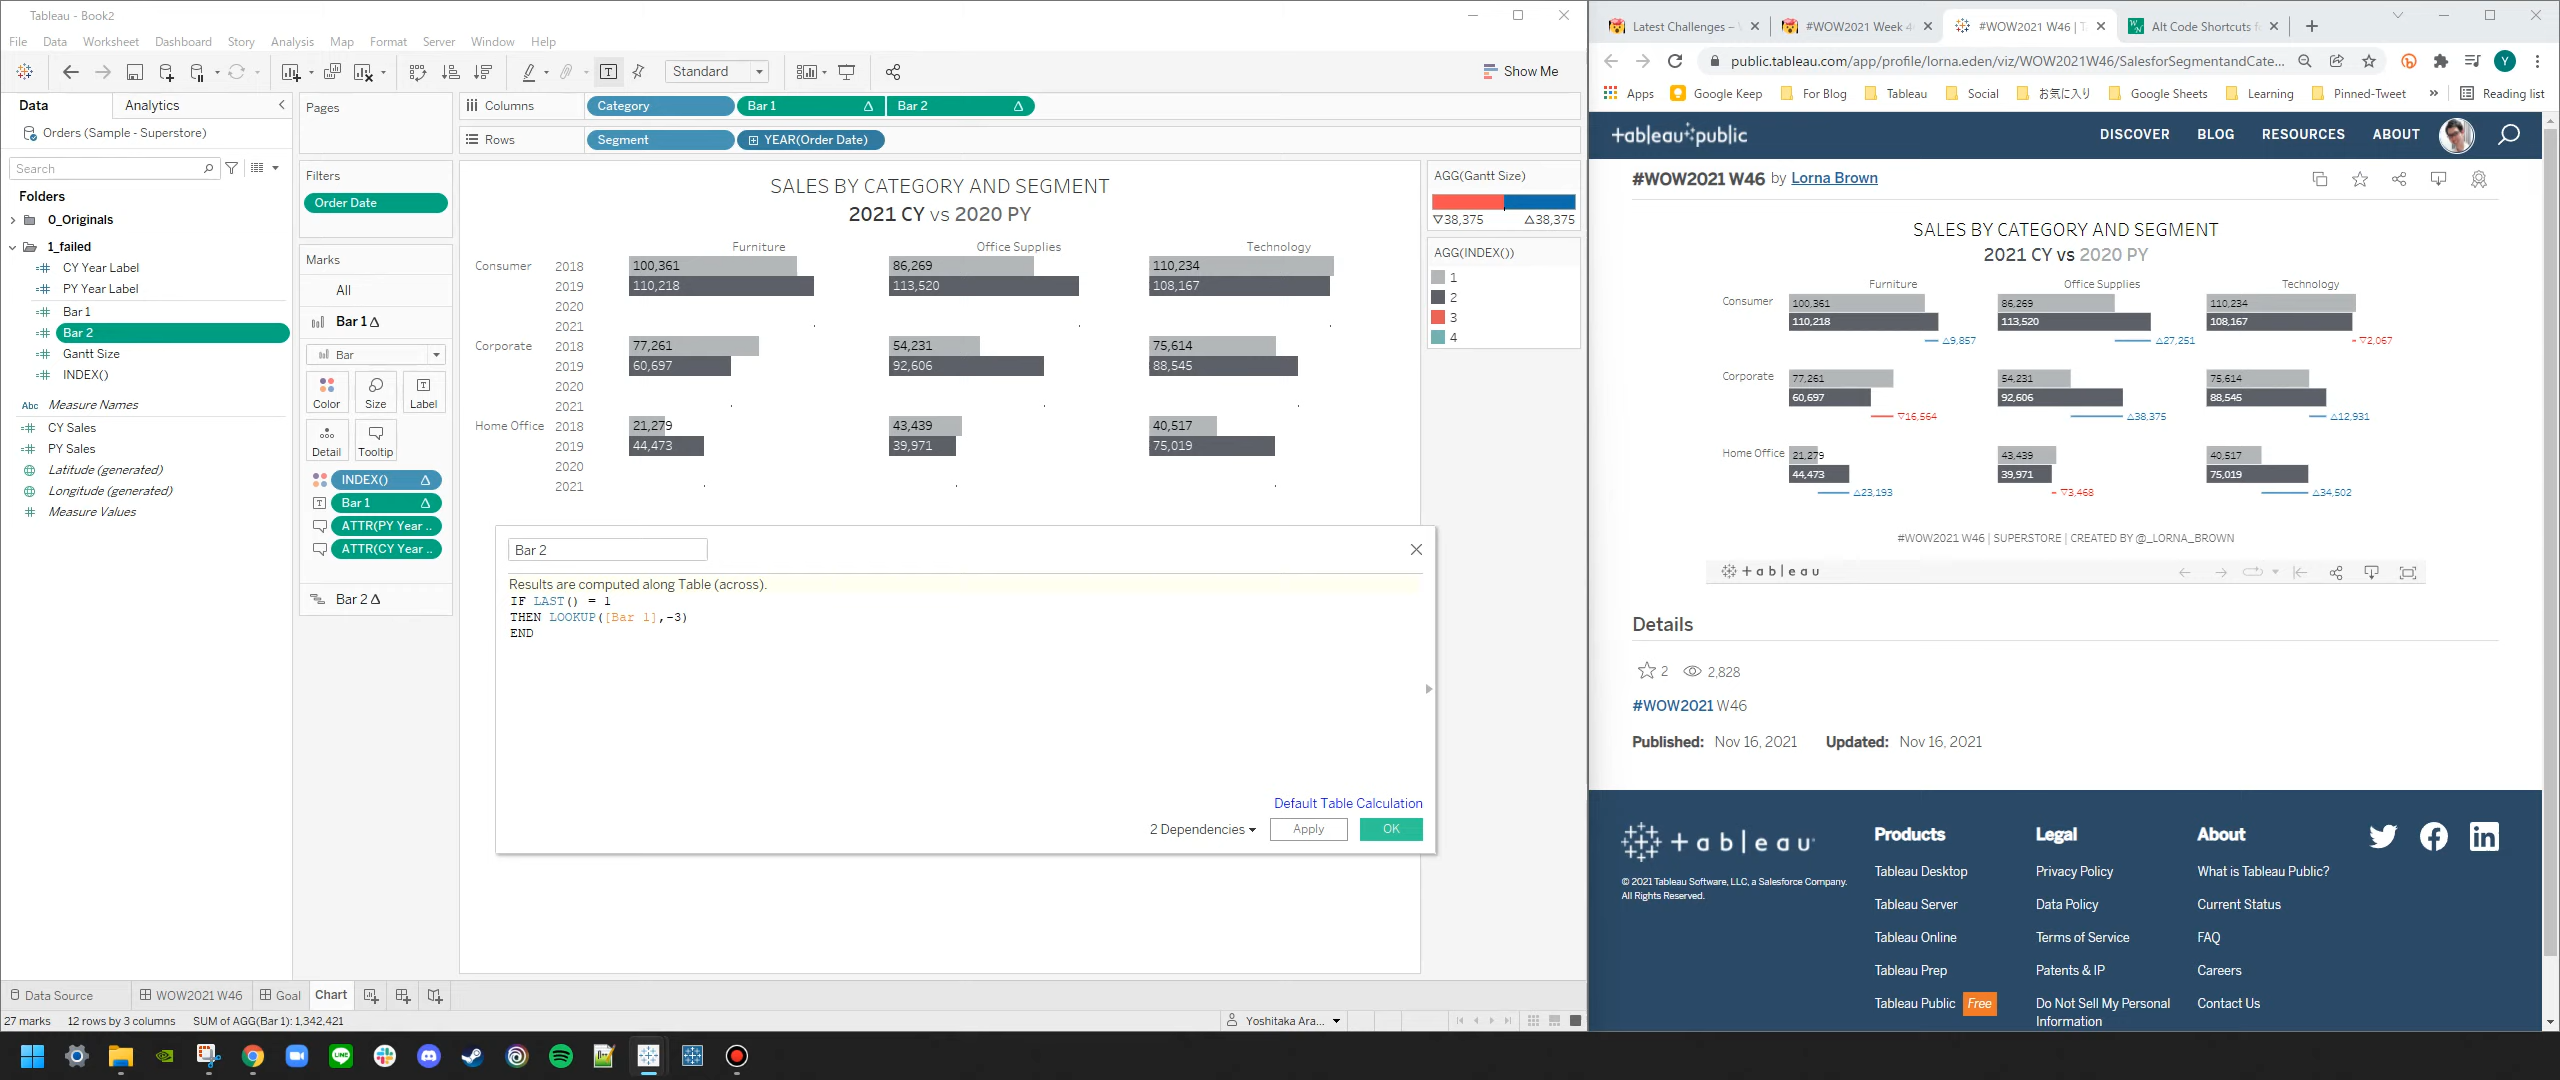 Tableau - Book2
File Data Worksheet Dashboard Story Analysis Map Format Server Window Help
Standard
Show Me
Data Analytics
Orders (Sample - Superstore)
Search
Folders
0_Originals
1_failed
CY Year Label
PY Year Label
Bar 1
Bar 2
Gantt Size
INDEX()
Abc Measure Names
CY Sales
PY Sales
Latitude (generated)
Longitude (generated)
Measure Values
Pages
Filters
Order Date
Marks
All
Bar 1 Δ
Bar
Color Size Label
Detail Tooltip
INDEX() Δ
Bar 1 Δ
ATTR(PY Year ..
ATTR(CY Year ..
Bar 2 Δ
Columns Category Bar 1 Δ Bar 2 Δ
Rows Segment YEAR(Order Date)
SALES BY CATEGORY AND SEGMENT
2021 CY vs 2020 PY
Furniture Office Supplies Technology
Consumer 2018 100,361 86,269 110,234
2019 110,218 113,520 108,167
2020
2021
Corporate 2018 77,261 54,231 75,614
2019 60,697 92,606 88,545
2020
2021
Home Office 2018 21,279 43,439 40,517
2019 44,473 39,971 75,019
2020
2021
AGG(Gantt Size)
▽38,375 △38,375
AGG(INDEX())
1
2
3
4
Bar 2
Results are computed along Table (across).
IF LAST() = 1
THEN LOOKUP([Bar 1],-3)
END
Default Table Calculation
2 Dependencies Apply OK
Data Source WOW2021 W46 Goal Chart
27 marks 12 rows by 3 columns SUM of AGG(Bar 1): 1,342,421
Yoshitaka Ara...
Latest Challenges – #WOW2021 Week 4 #WOW2021 W46 | T Alt Code Shortcuts f
public.tableau.com/app/profile/lorna.eden/viz/WOW2021W46/SalesforSegmentandCate...
Y
Apps Google Keep For Blog Tableau Social お気に入り Google Sheets Learning Pinned-Tweet » Reading list
+ableau public
DISCOVER BLOG RESOURCES ABOUT
#WOW2021 W46 by Lorna Brown
SALES BY CATEGORY AND SEGMENT
2021 CY vs 2020 PY
Furniture Office Supplies Technology
Consumer 100,361 86,269 110,234
110,218 113,520 108,167
△9,857 △27,251 ▽2,067
Corporate 77,261 54,231 75,614
60,697 92,606 88,545
▽16,564 △38,375 △12,931
Home Office 21,279 43,439 40,517
44,473 39,971 75,019
△23,193 ▽3,468 △34,502
#WOW2021 W46 | SUPERSTORE | CREATED BY @_LORNA_BROWN
+ableau
Details
2 2,828
#WOW2021 W46
Published: Nov 16, 2021 Updated: Nov 16, 2021
+ableau
© 2021 Tableau Software, LLC, a Salesforce Company.
All Rights Reserved.
Products
Tableau Desktop
Tableau Server
Tableau Online
Tableau Prep
Tableau Public Free
Legal
Privacy Policy
Data Policy
Terms of Service
Patents & IP
Do Not Sell My Personal
Information
About
What is Tableau Public?
Current Status
FAQ
Careers
Contact Us
LINE